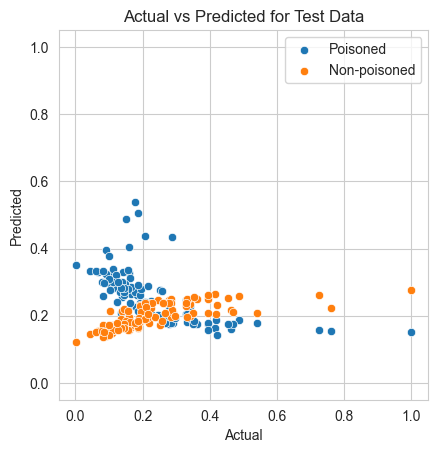 Actual vs Predicted for Test Data
Poisoned
Non-poisoned
1.0
0.8
0.6
0.4
0.2
0.0
Predicted
0.0 0.2 0.4 0.6 0.8 1.0
Actual